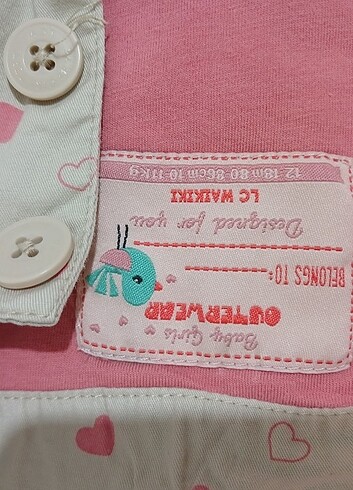 Baby Girls
OUTERWEAR
BELONGS TO:
Designed for you
LC WAIKIKI
12-18m 80-86cm 10-11Kg